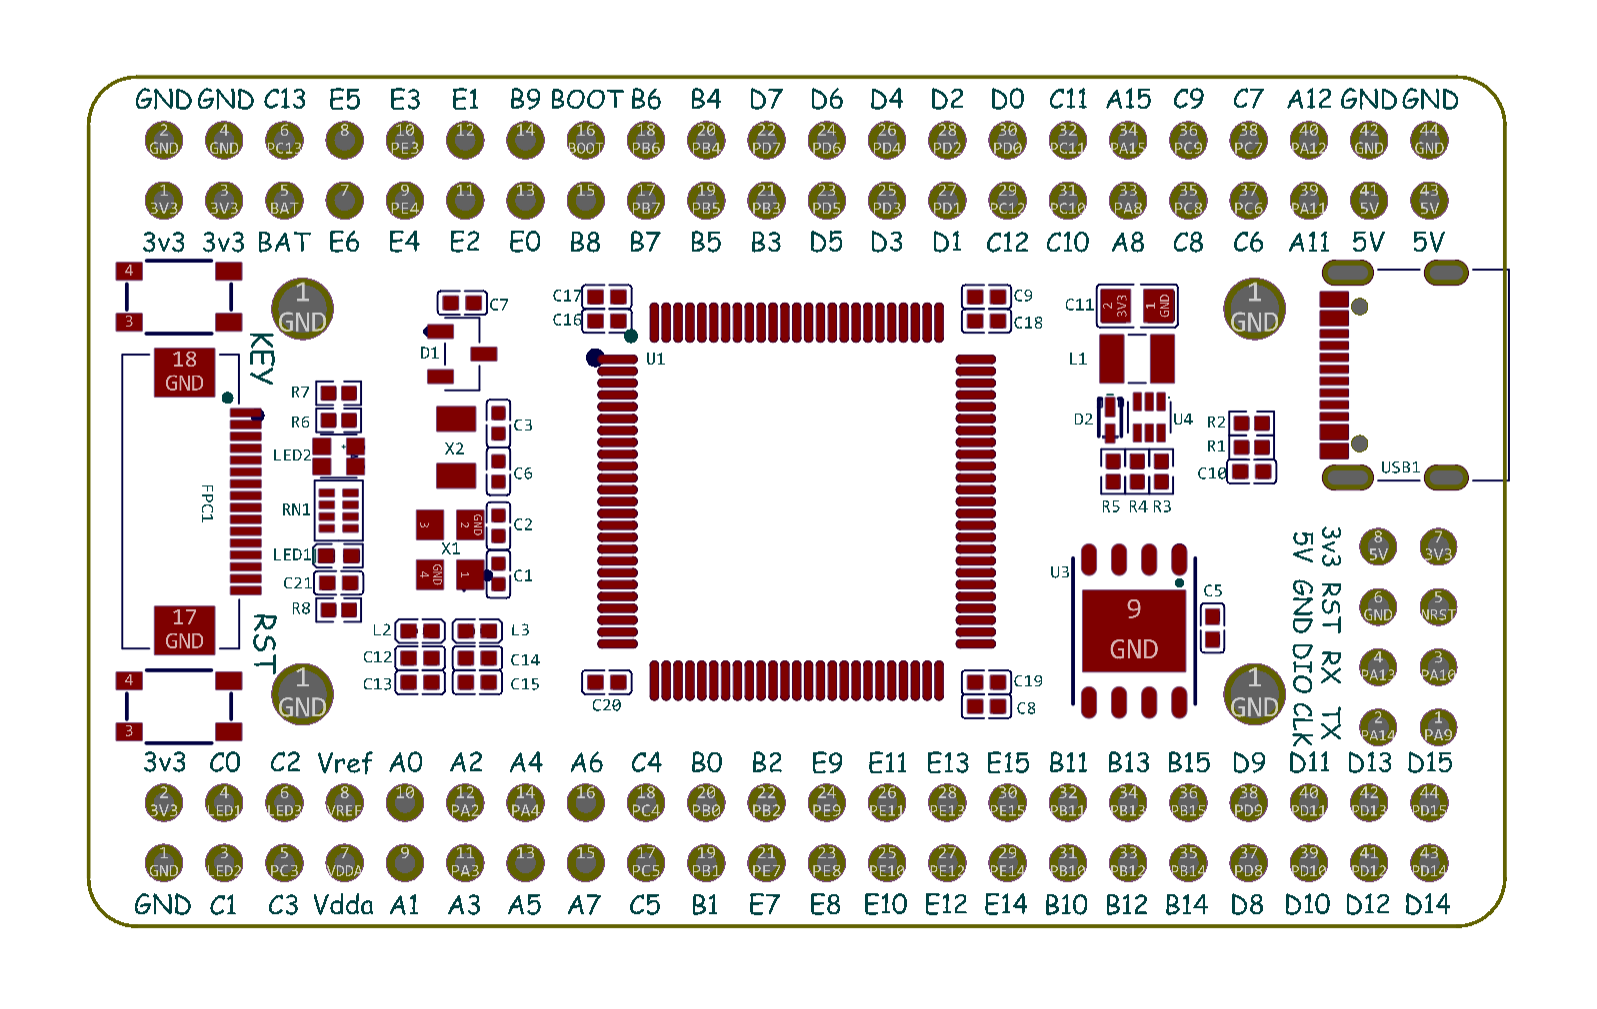 GND GND C13 E5 E3 E1 B9 BOOT B6 B4 D7 D6 D4 D2 D0 C11 A15 C9 C7 A12 GND GND
2 4 6 8 10 12 14 16 18 20 22 24 26 28 30 32 34 36 38 40 42 44
GND GND PC13 PE3 BOOT PB6 PB4 PD7 PD6 PD4 PD2 PD0 PC11 PA15 PC9 PC7 PA12 GND GND
1 3 5 7 9 11 13 15 17 19 21 23 25 27 29 31 33 35 37 39 41 43
3V3 3V3 BAT PE4 PB7 PB5 PB3 PD5 PD3 PD1 PC12 PC10 PA8 PC8 PC6 PA11 5V 5V
3v3 3v3 BAT E6 E4 E2 E0 B8 B7 B5 B3 D5 D3 D1 C12 C10 A8 C8 C6 A11 5V 5V
4
3
1
GND
KEY
C7
D1
C17
C16
U1
C9
C18
C11
2 3V3
1 GND
L1
1
GND
18
GND
R7
R6
LED2
RN1
LED1
C21
R8
FPC1
C3
X2
C6
3
2 GND
C2
X1
4 GND
1
C1
D2
U4
R5 R4 R3
R2
R1
C10
USB1
17
GND
RST
L2
L3
C12
C14
C13
C15
C20
C19
C8
U3
9
GND
C5
1
GND
1
GND
4
3
5V GND DIO CLK
3v3 RST RX TX
8 7
5V 3V3
6 5
GND NRST
4 3
PA13 PA10
2 1
PA14 PA9
3v3 C0 C2 Vref A0 A2 A4 A6 C4 B0 B2 E9 E11 E13 E15 B11 B13 B15 D9 D11 D13 D15
2 4 6 8 10 12 14 16 18 20 22 24 26 28 30 32 34 36 38 40 42 44
3V3 LED1 LED3 VREF PA2 PA4 PC4 PB0 PB2 PE9 PE11 PE13 PE15 PB11 PB13 PB15 PD9 PD11 PD13 PD15
1 3 5 7 9 11 13 15 17 19 21 23 25 27 29 31 33 35 37 39 41 43
GND LED2 PC3 VDDA PA3 PC5 PB1 PE7 PE8 PE10 PE12 PE14 PB10 PB12 PB14 PD8 PD10 PD12 PD14
GND C1 C3 Vdda A1 A3 A5 A7 C5 B1 E7 E8 E10 E12 E14 B10 B12 B14 D8 D10 D12 D14